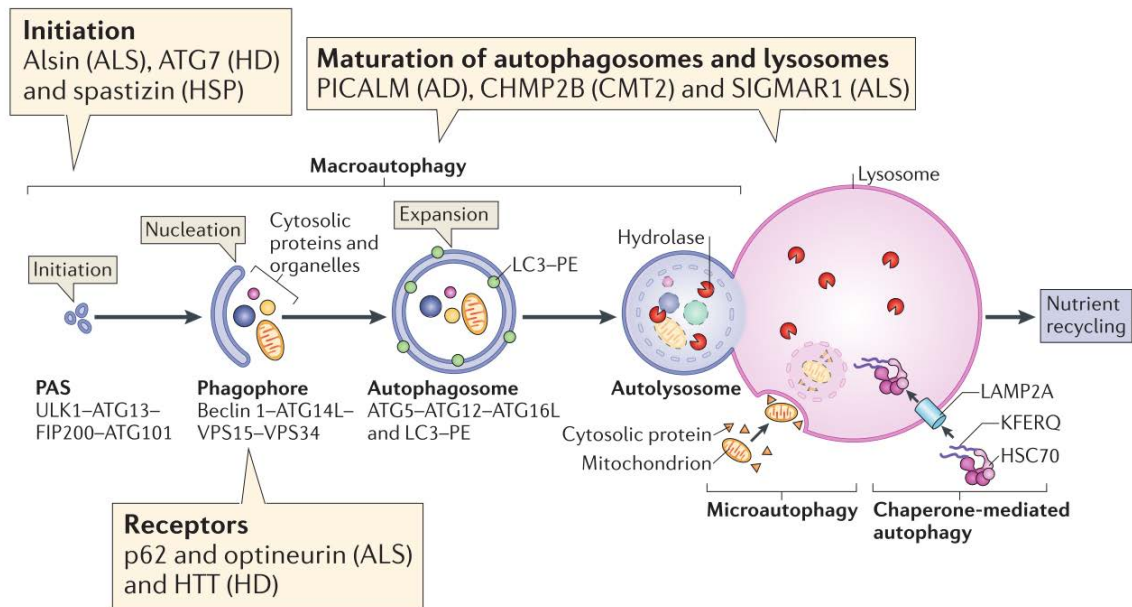 Initiation
Alsin (ALS), ATG7 (HD)
and spastizin (HSP)
Maturation of autophagosomes and lysosomes
PICALM (AD), CHMP2B (CMT2) and SIGMAR1 (ALS)
Macroautophagy
Lysosome
Initiation
Nucleation
Cytosolic
proteins and
organelles
Expansion
LC3–PE
Hydrolase
Nutrient
recycling
PAS
ULK1–ATG13–
FIP200–ATG101
Phagophore
Beclin 1–ATG14L–
VPS15–VPS34
Autophagosome
ATG5–ATG12–ATG16L
and LC3–PE
Autolysosome
Cytosolic protein
Mitochondrion
LAMP2A
KFERQ
HSC70
Microautophagy
Chaperone-mediated
autophagy
Receptors
p62 and optineurin (ALS)
and HTT (HD)